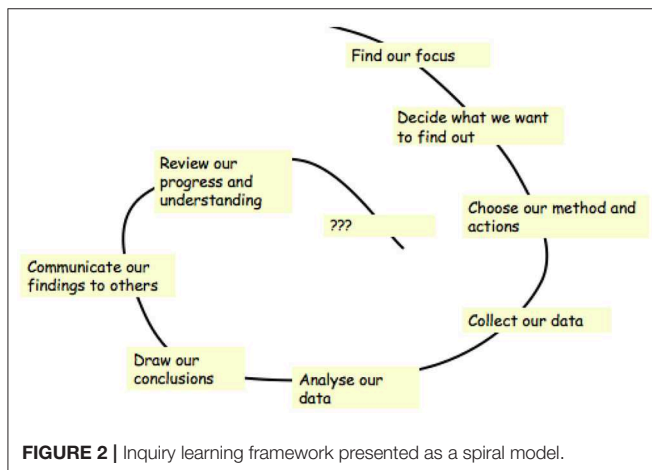 Find our focus
Decide what we want
to find out
Choose our method and
actions
Collect our data
Analyse our
data
Draw our
conclusions
Communicate our
findings to others
Review our
progress and
understanding
???
FIGURE 2 | Inquiry learning framework presented as a spiral model.